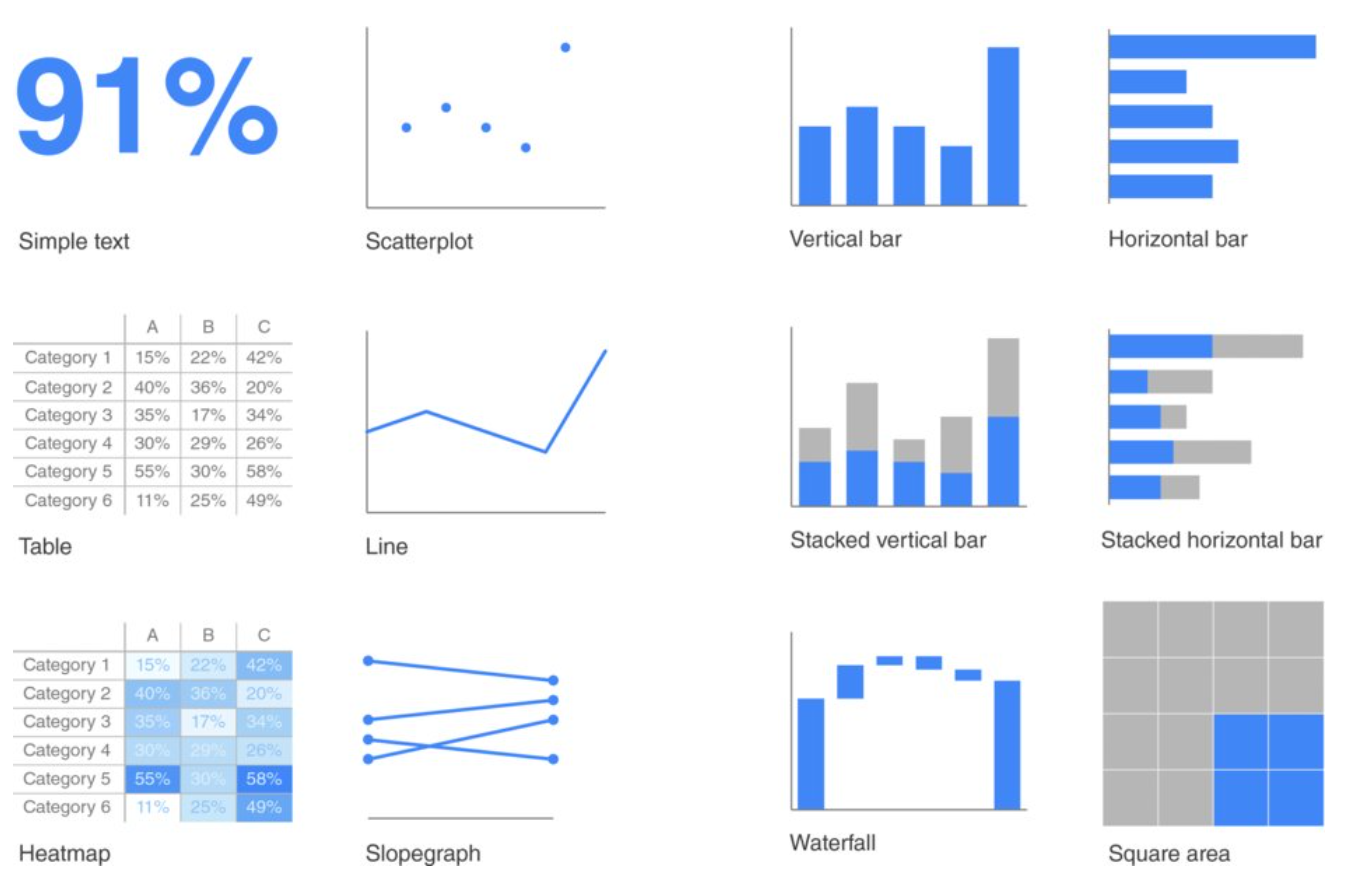 91%
Simple text
Scatterplot
Vertical bar
Horizontal bar
A B C
Category 1 15% 22% 42%
Category 2 40% 36% 20%
Category 3 35% 17% 34%
Category 4 30% 29% 26%
Category 5 55% 30% 58%
Category 6 11% 25% 49%
Table
Line
Stacked vertical bar
Stacked horizontal bar
A B C
Category 1 15% 22% 42%
Category 2 40% 36% 20%
Category 3 35% 17% 34%
Category 4 30% 29% 26%
Category 5 55% 30% 58%
Category 6 11% 25% 49%
Heatmap
Slopegraph
Waterfall
Square area